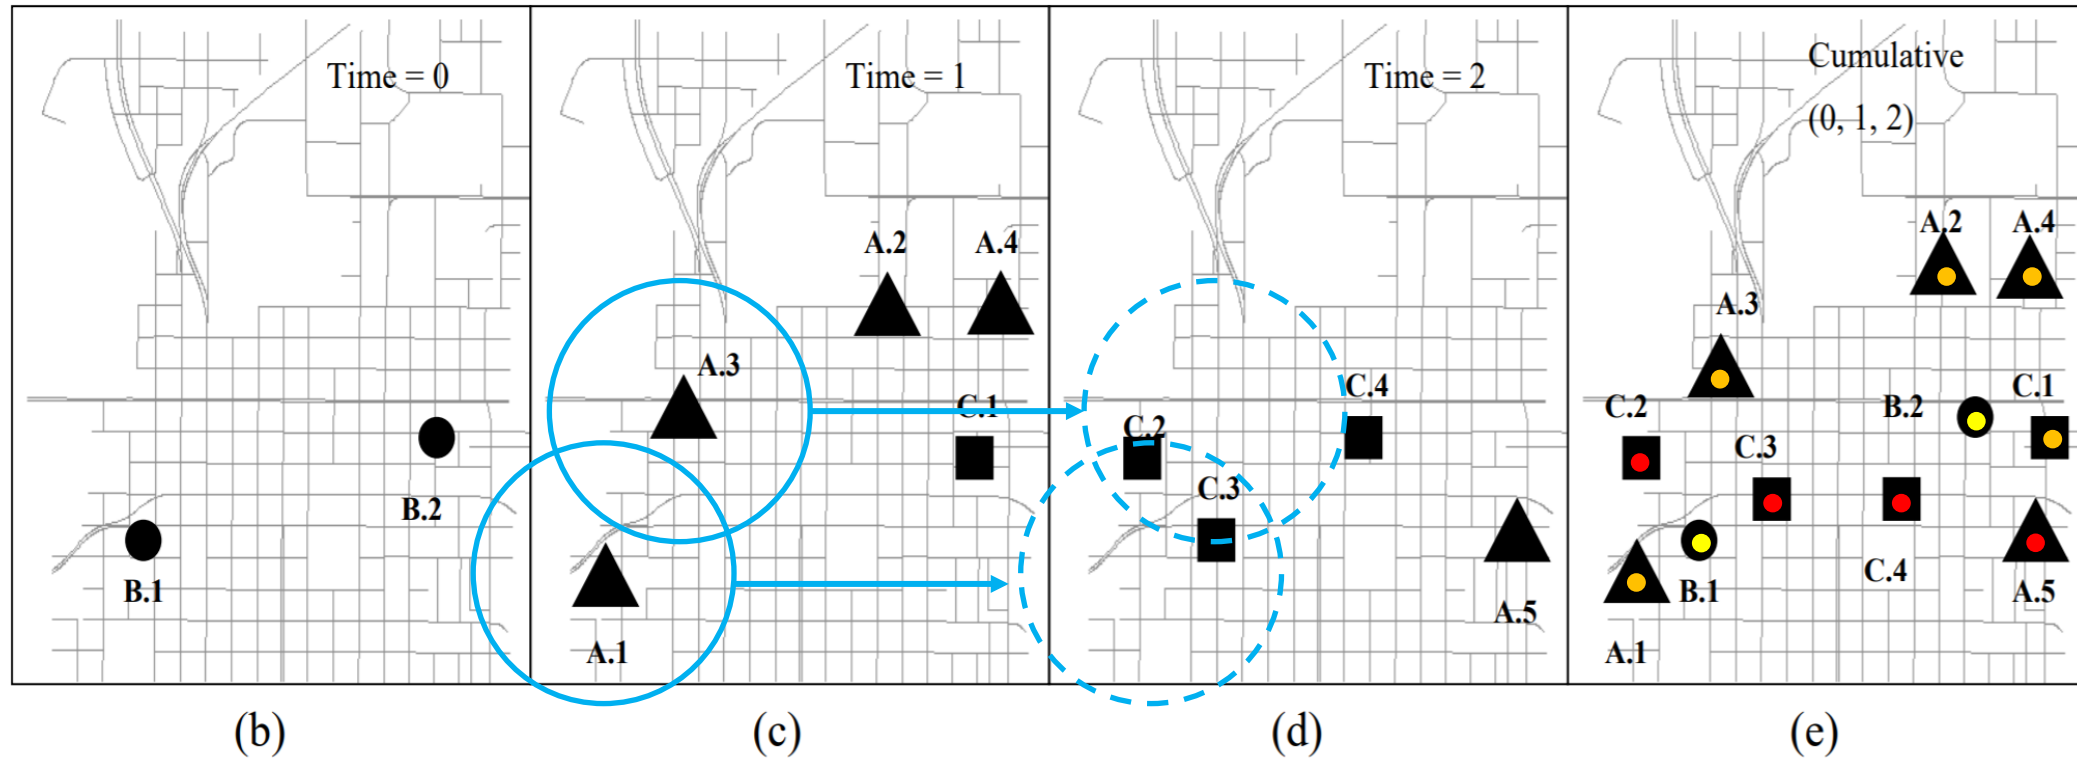 Time = 0
B.2
B.1
(b)
Time = 1
A.2
A.4
A.3
C.1
A.1
(c)
Time = 2
C.4
C.2
C.3
A.5
(d)
Cumulative
(0, 1, 2)
A.2
A.4
A.3
C.1
C.2
B.2
C.3
C.4
B.1
A.5
A.1
(e)